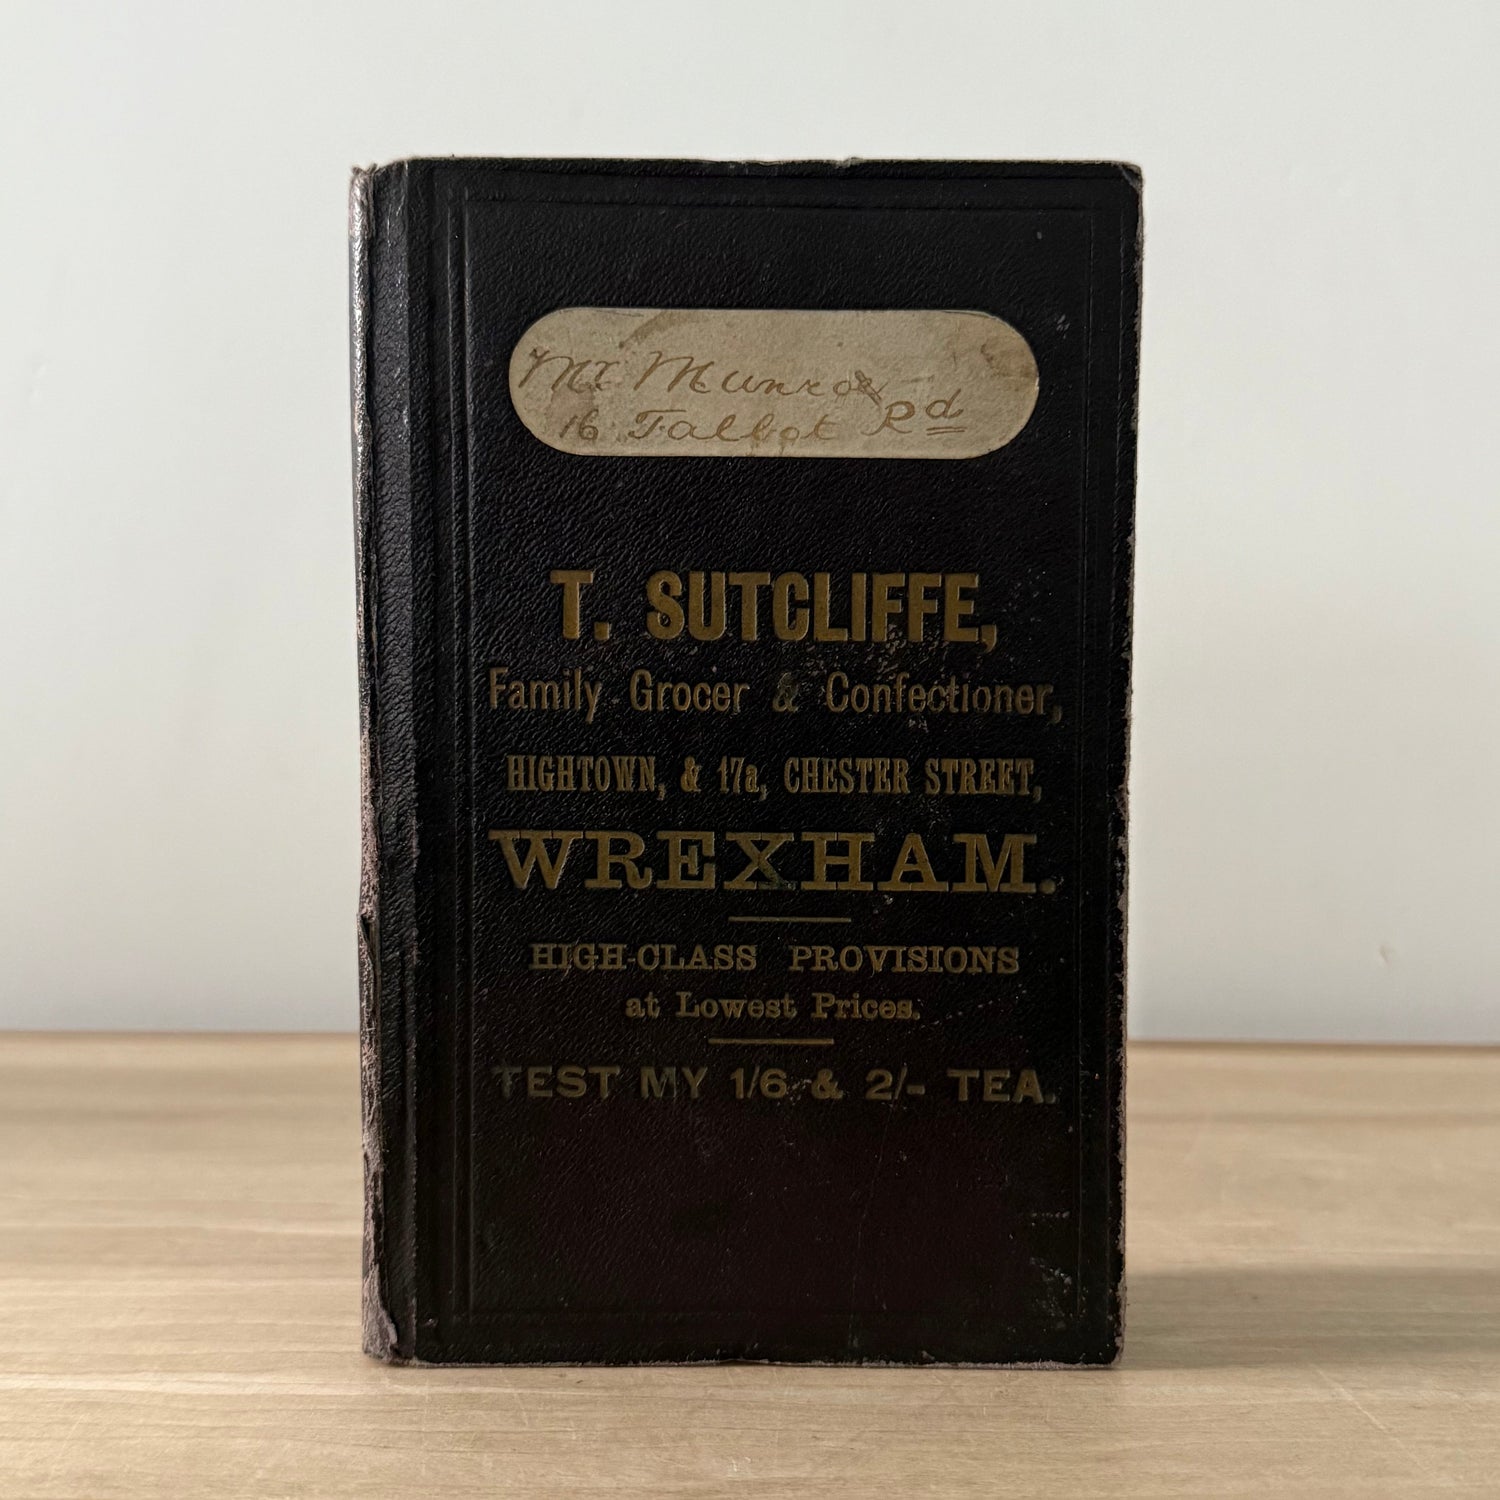 Mr. Munroe
16 Talbot Rd
T. SUTCLIFFE,
Family Grocer & Confectioner,
HIGHTOWN, & 17a, CHESTER STREET,
WREXHAM.
HIGH-CLASS PROVISIONS
at Lowest Prices.
TEST MY 1/6 & 2/- TEA.